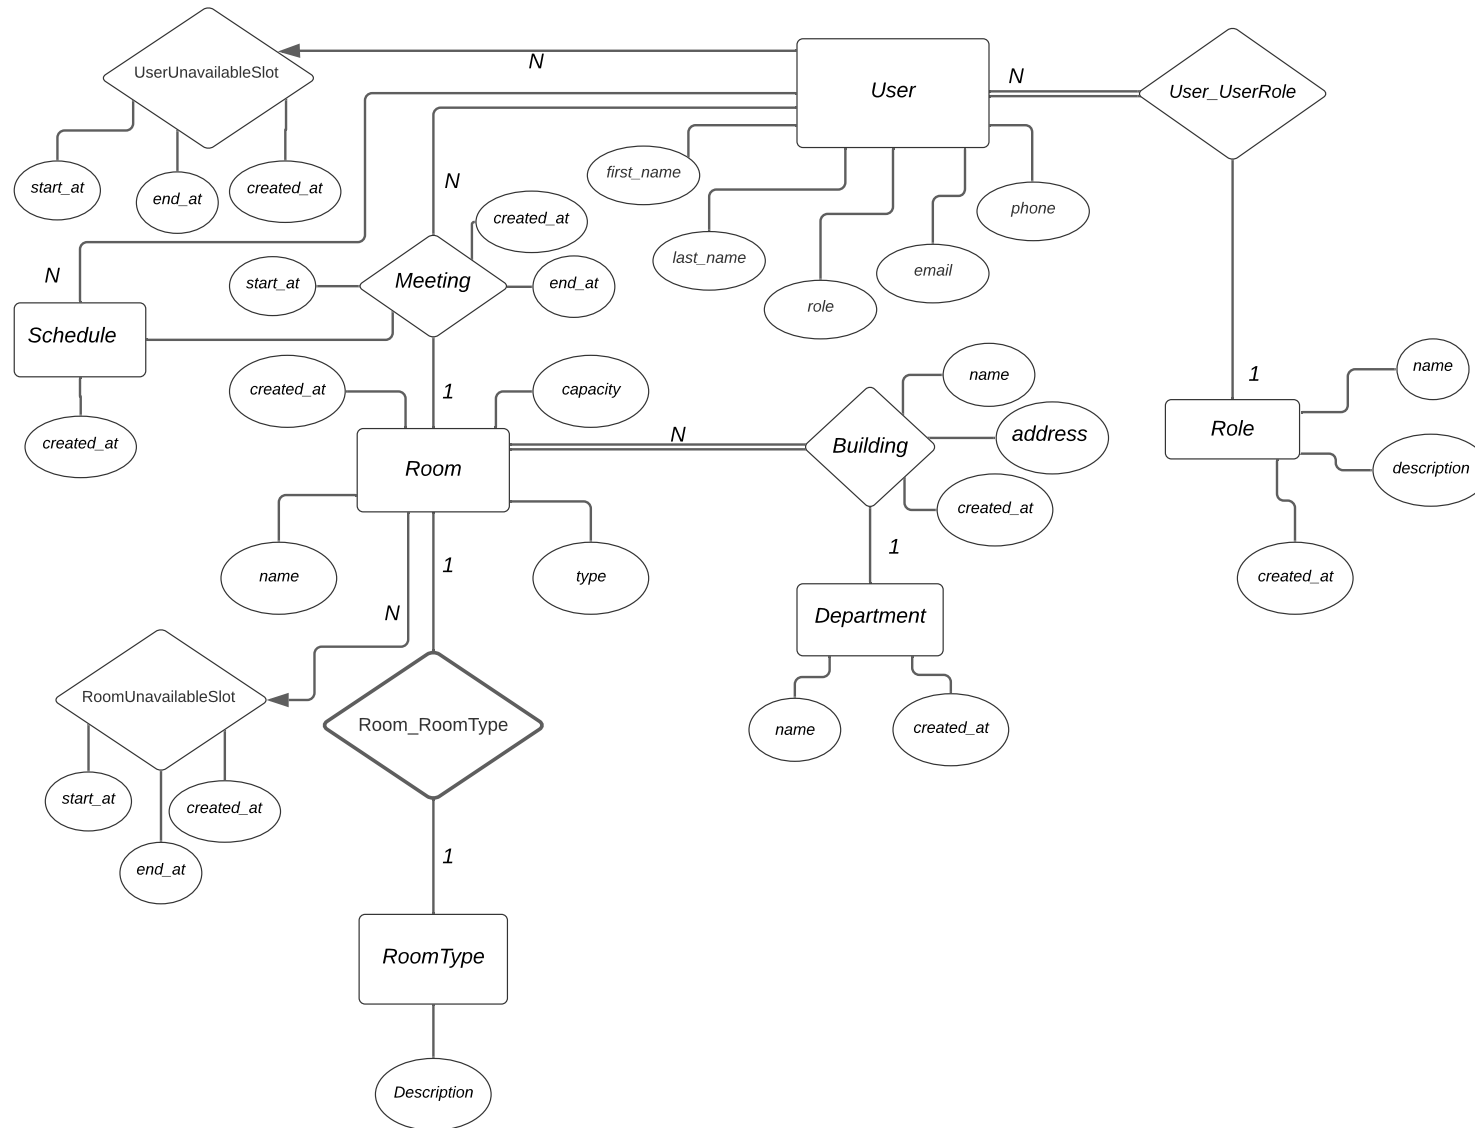 UserUnavailableSlot
N
User
N
User_UserRole
first_name
N
start_at
end_at
created_at
created_at
phone
last_name
email
N
start_at
Meeting
end_at
role
Schedule
created_at
1
capacity
name
1
name
created_at
N
address
Role
Room
Building
description
created_at
1
name
1
type
created_at
N
Department
RoomUnavailableSlot
Room_RoomType
name
created_at
start_at
created_at
end_at
1
RoomType
Description